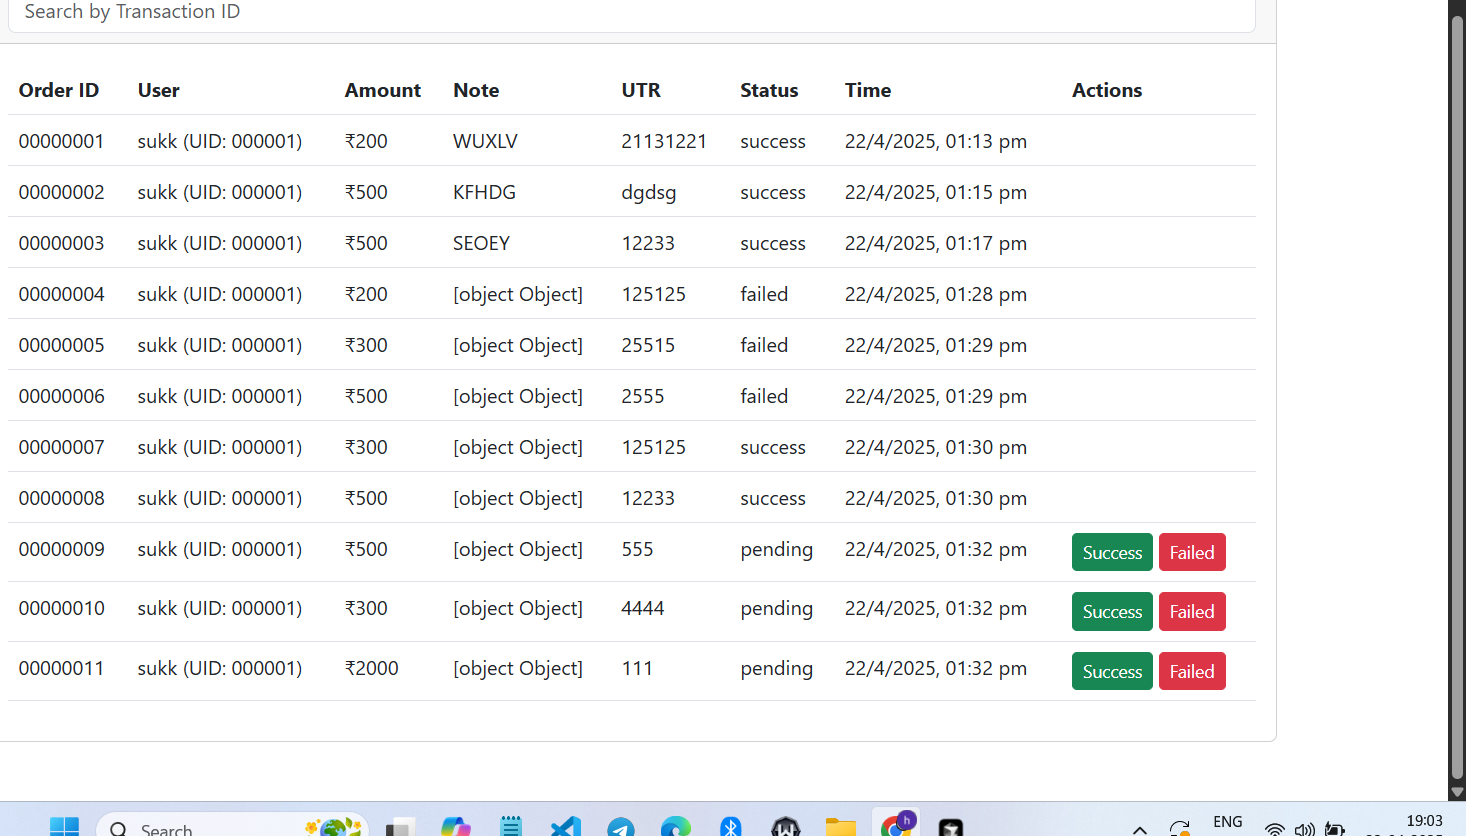 Search by Transaction ID
Order ID User Amount Note UTR Status Time Actions
00000001 sukk (UID: 000001) ₹200 WUXLV 21131221 success 22/4/2025, 01:13 pm
00000002 sukk (UID: 000001) ₹500 KFHDG dgdsg success 22/4/2025, 01:15 pm
00000003 sukk (UID: 000001) ₹500 SEOEY 12233 success 22/4/2025, 01:17 pm
00000004 sukk (UID: 000001) ₹200 [object Object] 125125 failed 22/4/2025, 01:28 pm
00000005 sukk (UID: 000001) ₹300 [object Object] 25515 failed 22/4/2025, 01:29 pm
00000006 sukk (UID: 000001) ₹500 [object Object] 2555 failed 22/4/2025, 01:29 pm
00000007 sukk (UID: 000001) ₹300 [object Object] 125125 success 22/4/2025, 01:30 pm
00000008 sukk (UID: 000001) ₹500 [object Object] 12233 success 22/4/2025, 01:30 pm
00000009 sukk (UID: 000001) ₹500 [object Object] 555 pending 22/4/2025, 01:32 pm Success Failed
00000010 sukk (UID: 000001) ₹300 [object Object] 4444 pending 22/4/2025, 01:32 pm Success Failed
00000011 sukk (UID: 000001) ₹2000 [object Object] 111 pending 22/4/2025, 01:32 pm Success Failed
Search h ENG 19:03